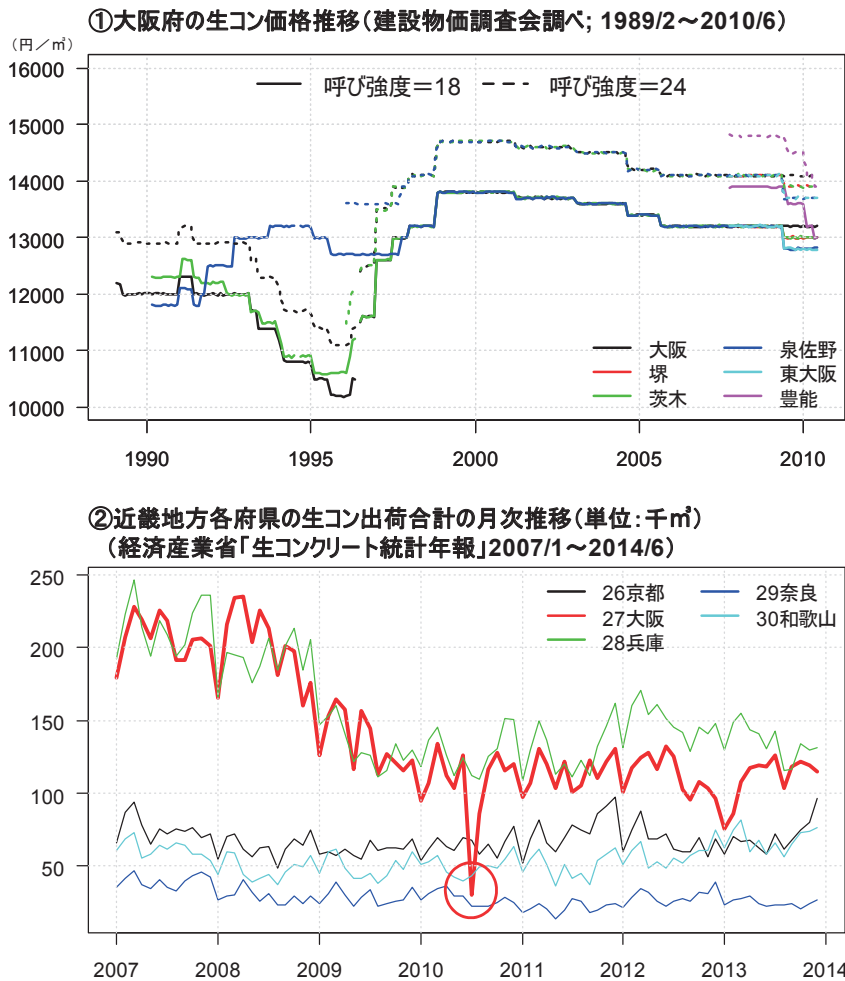 ①大阪府の生コン価格推移(建設物価調査会調べ; 1989/2～2010/6)
(円／㎥)
呼び強度＝18 呼び強度＝24
16000
15000
14000
13000
12000
11000
10000
大阪 泉佐野
堺 東大阪
茨木 豊能
1990 1995 2000 2005 2010
②近畿地方各府県の生コン出荷合計の月次推移(単位：千㎥)
(経済産業省「生コンクリート統計年報」2007/1～2014/6)
250
200
150
100
50
26京都 29奈良
27大阪 30和歌山
28兵庫
2007 2008 2009 2010 2011 2012 2013 2014